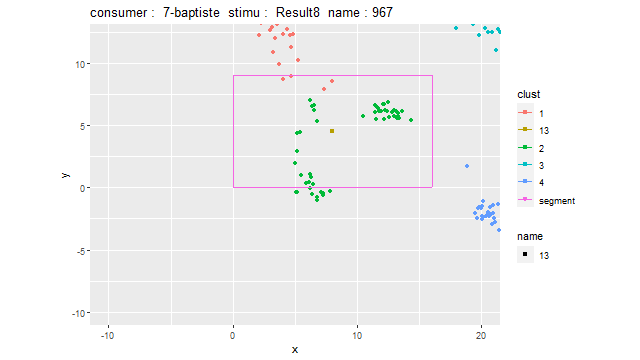 consumer :  7-baptiste  stimu :  Result8  name : 967
10
5
0
-5
-10
y
-10
0
10
20
x
clust
1
13
2
3
4
segment
name
13